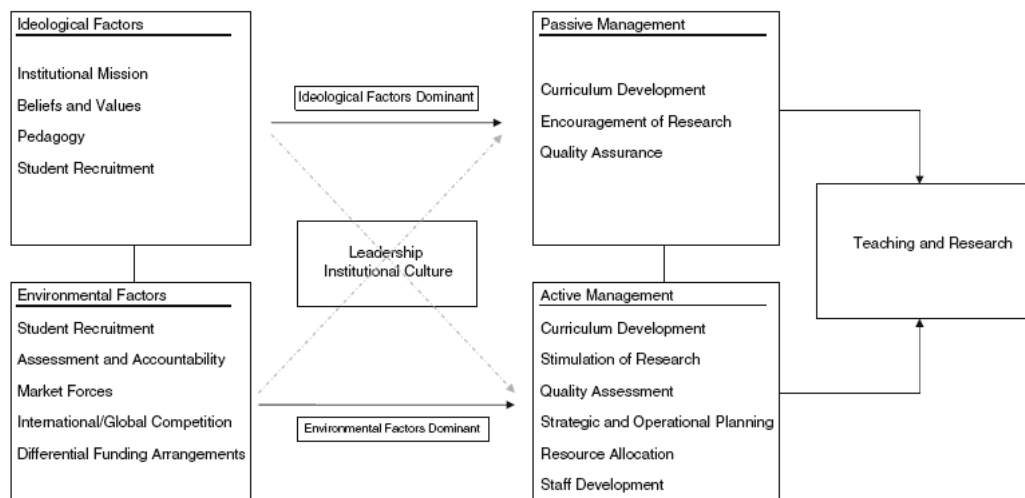 Ideological Factors
Institutional Mission
Beliefs and Values
Pedagogy
Student Recruitment
Ideological Factors Dominant
Passive Management
Curriculum Development
Encouragement of Research
Quality Assurance
Leadership
Institutional Culture
Teaching and Research
Environmental Factors
Student Recruitment
Assessment and Accountability
Market Forces
International/Global Competition
Differential Funding Arrangements
Environmental Factors Dominant
Active Management
Curriculum Development
Stimulation of Research
Quality Assessment
Strategic and Operational Planning
Resource Allocation
Staff Development